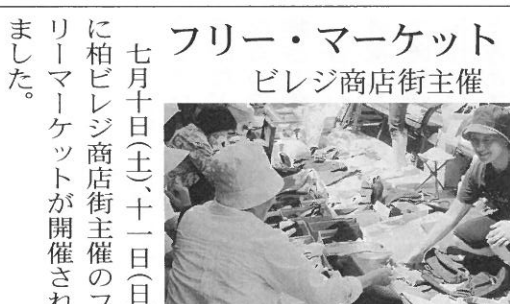 フリー・マーケット
ビレジ商店街主催
七月十日(土)、十一日(日
に柏ビレジ商店街主催のフ
リーマーケットが開催され
ました。